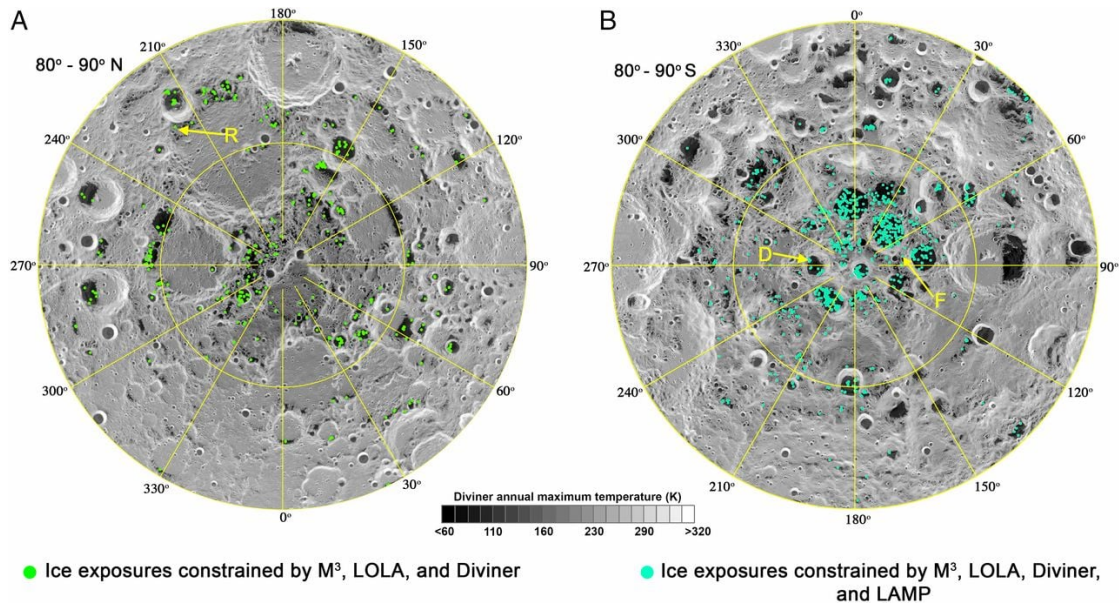 A
180°
210°
150°
80° - 90° N
240°
R
120°
270°
90°
300°
60°
330°
30°
0°
B
0°
330°
30°
80° - 90° S
300°
60°
D
270°
90°
F
240°
120°
210°
150°
180°
Diviner annual maximum temperature (K)
<60 110 160 230 290 >320
Ice exposures constrained by M³, LOLA, and Diviner
Ice exposures constrained by M³, LOLA, Diviner,
and LAMP